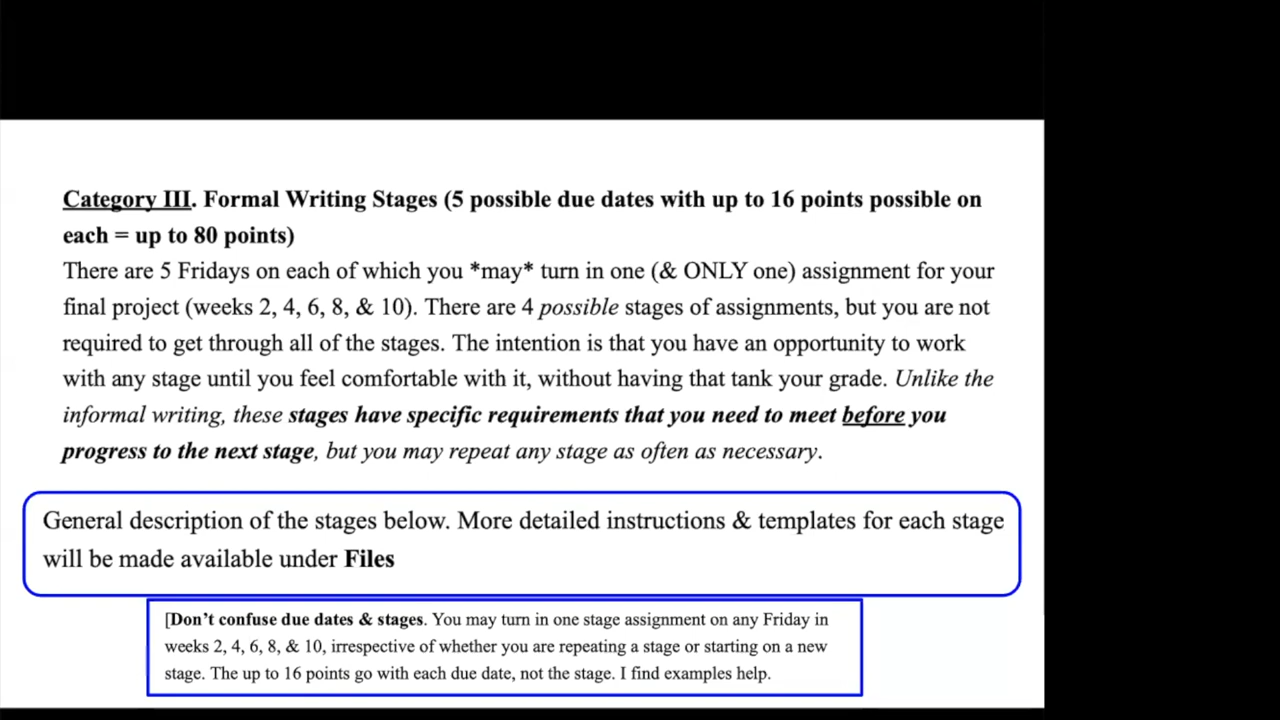 Category III. Formal Writing Stages (5 possible due dates with up to 16 points possible on
each = up to 80 points)
There are 5 Fridays on each of which you *may* turn in one (& ONLY one) assignment for your
final project (weeks 2, 4, 6, 8, & 10). There are 4 possible stages of assignments, but you are not
required to get through all of the stages. The intention is that you have an opportunity to work
with any stage until you feel comfortable with it, without having that tank your grade. Unlike the
informal writing, these stages have specific requirements that you need to meet before you
progress to the next stage, but you may repeat any stage as often as necessary.
General description of the stages below. More detailed instructions & templates for each stage
will be made available under Files
[Don't confuse due dates & stages. You may turn in one stage assignment on any Friday in
weeks 2, 4, 6, 8, & 10, irrespective of whether you are repeating a stage or starting on a new
stage. The up to 16 points go with each due date, not the stage. I find examples help.